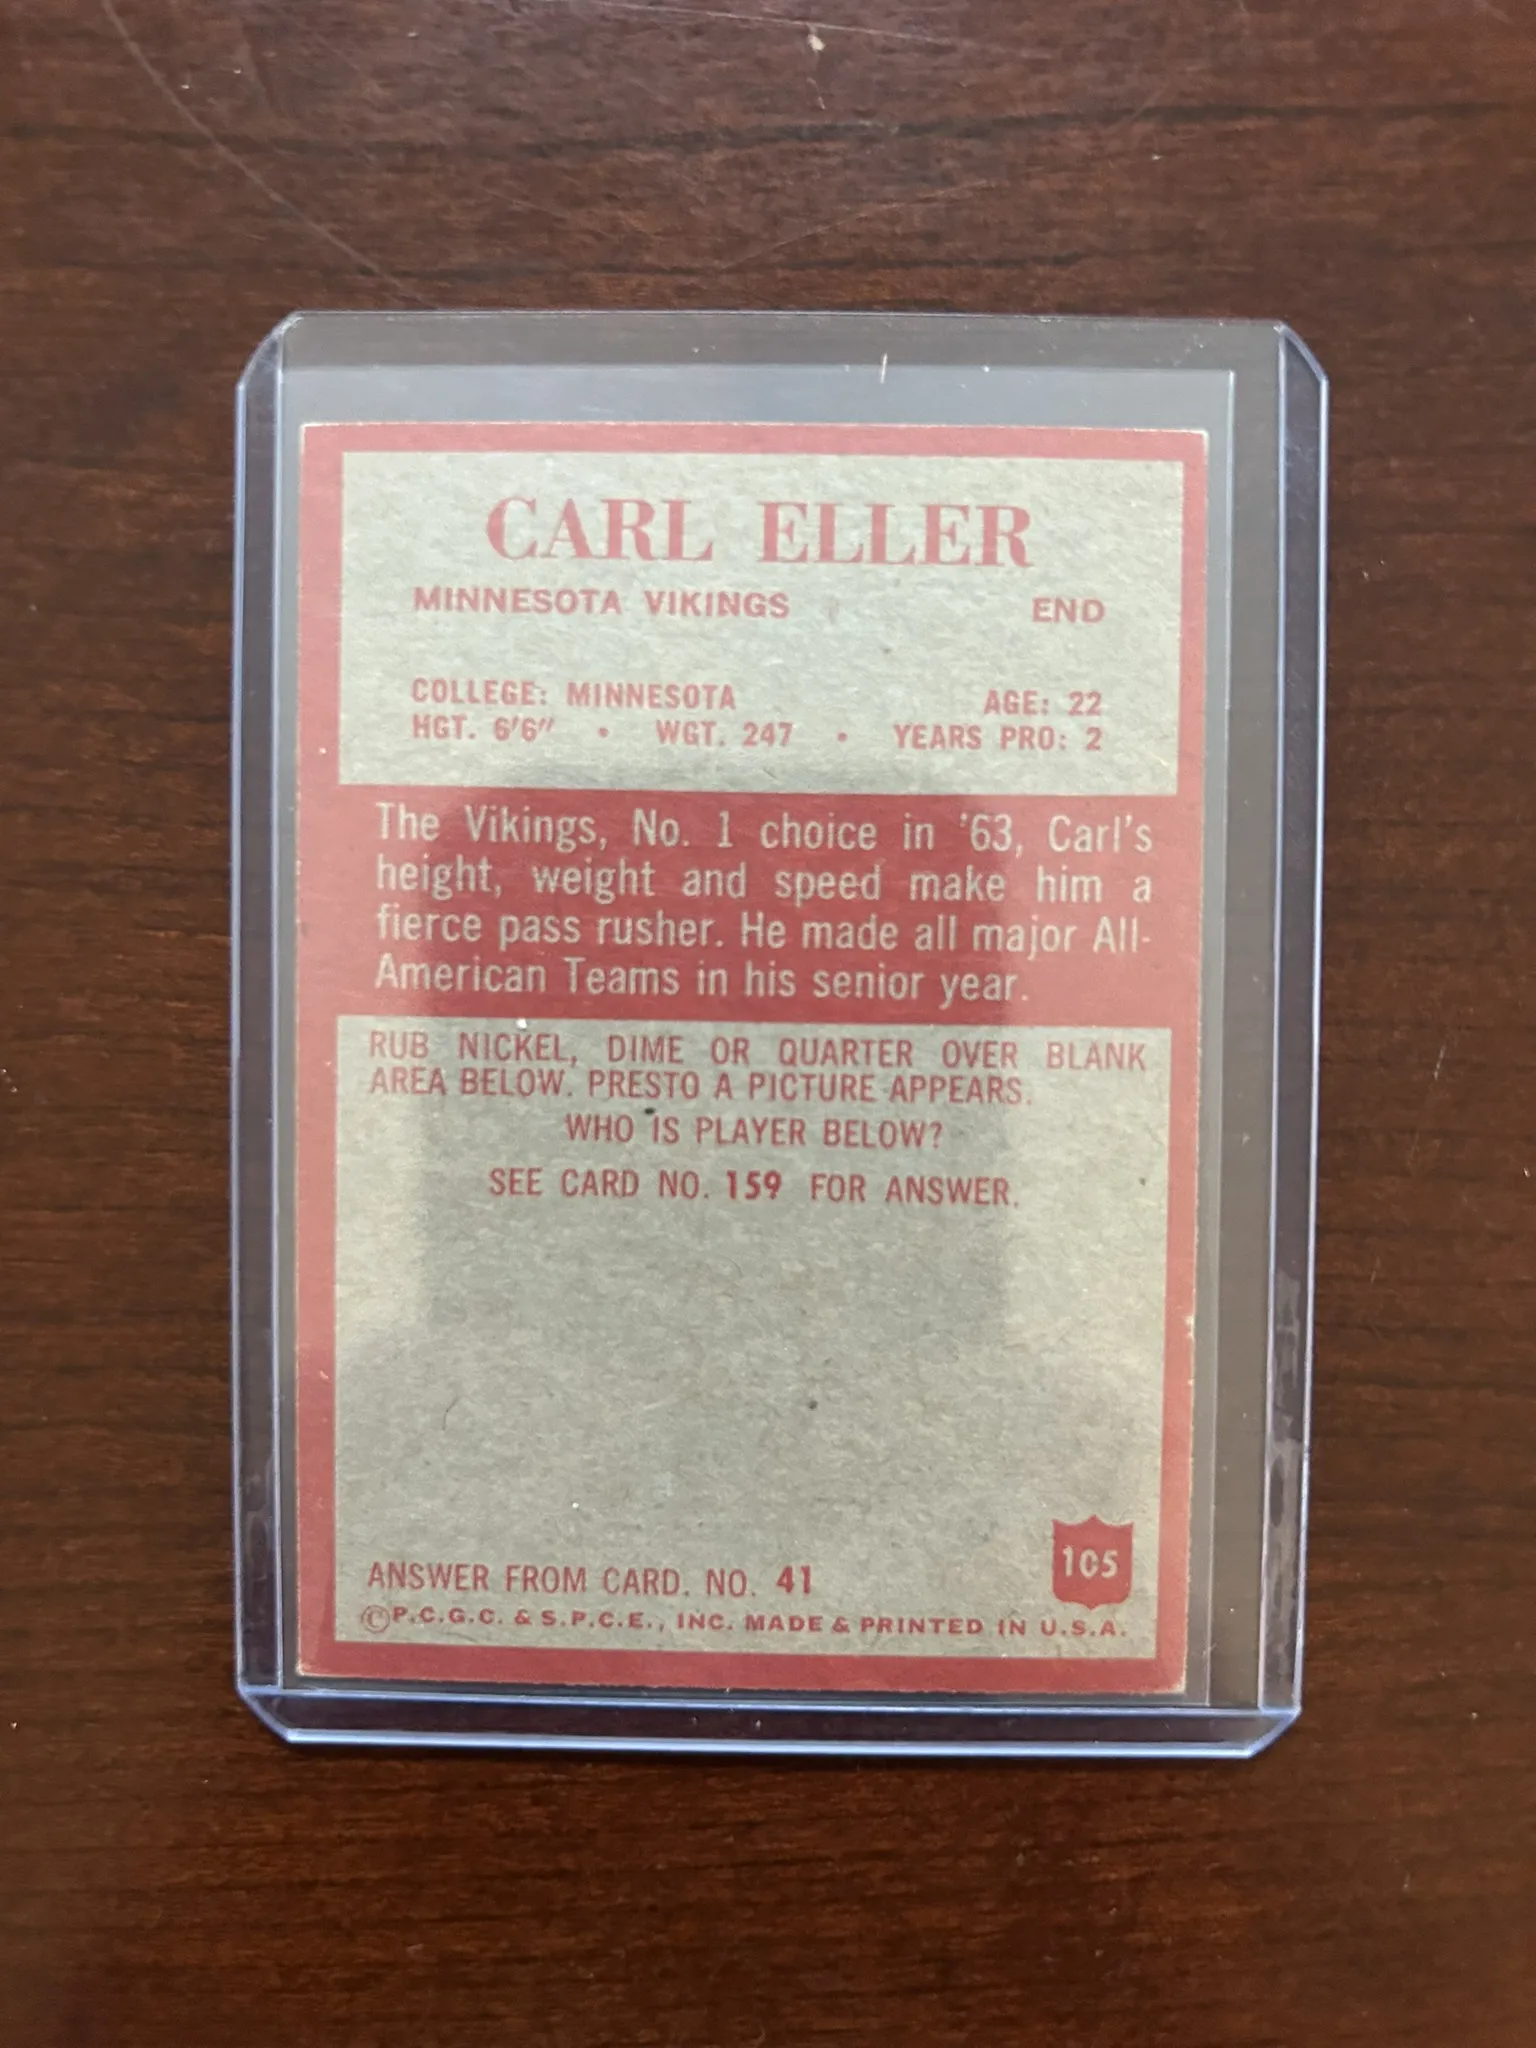 CARL ELLER
MINNESOTA VIKINGS END
COLLEGE: MINNESOTA AGE: 22
HGT. 6'6" • WGT. 247 • YEARS PRO: 2
The Vikings, No. 1 choice in '63, Carl's
height, weight and speed make him a
fierce pass rusher. He made all major All-
American Teams in his senior year.
RUB NICKEL, DIME OR QUARTER OVER BLANK
AREA BELOW. PRESTO A PICTURE APPEARS.
WHO IS PLAYER BELOW?
SEE CARD NO. 159 FOR ANSWER.
105
ANSWER FROM CARD. NO. 41
©P.C.G.C. & S.P.C.E., INC. MADE & PRINTED IN U.S.A.